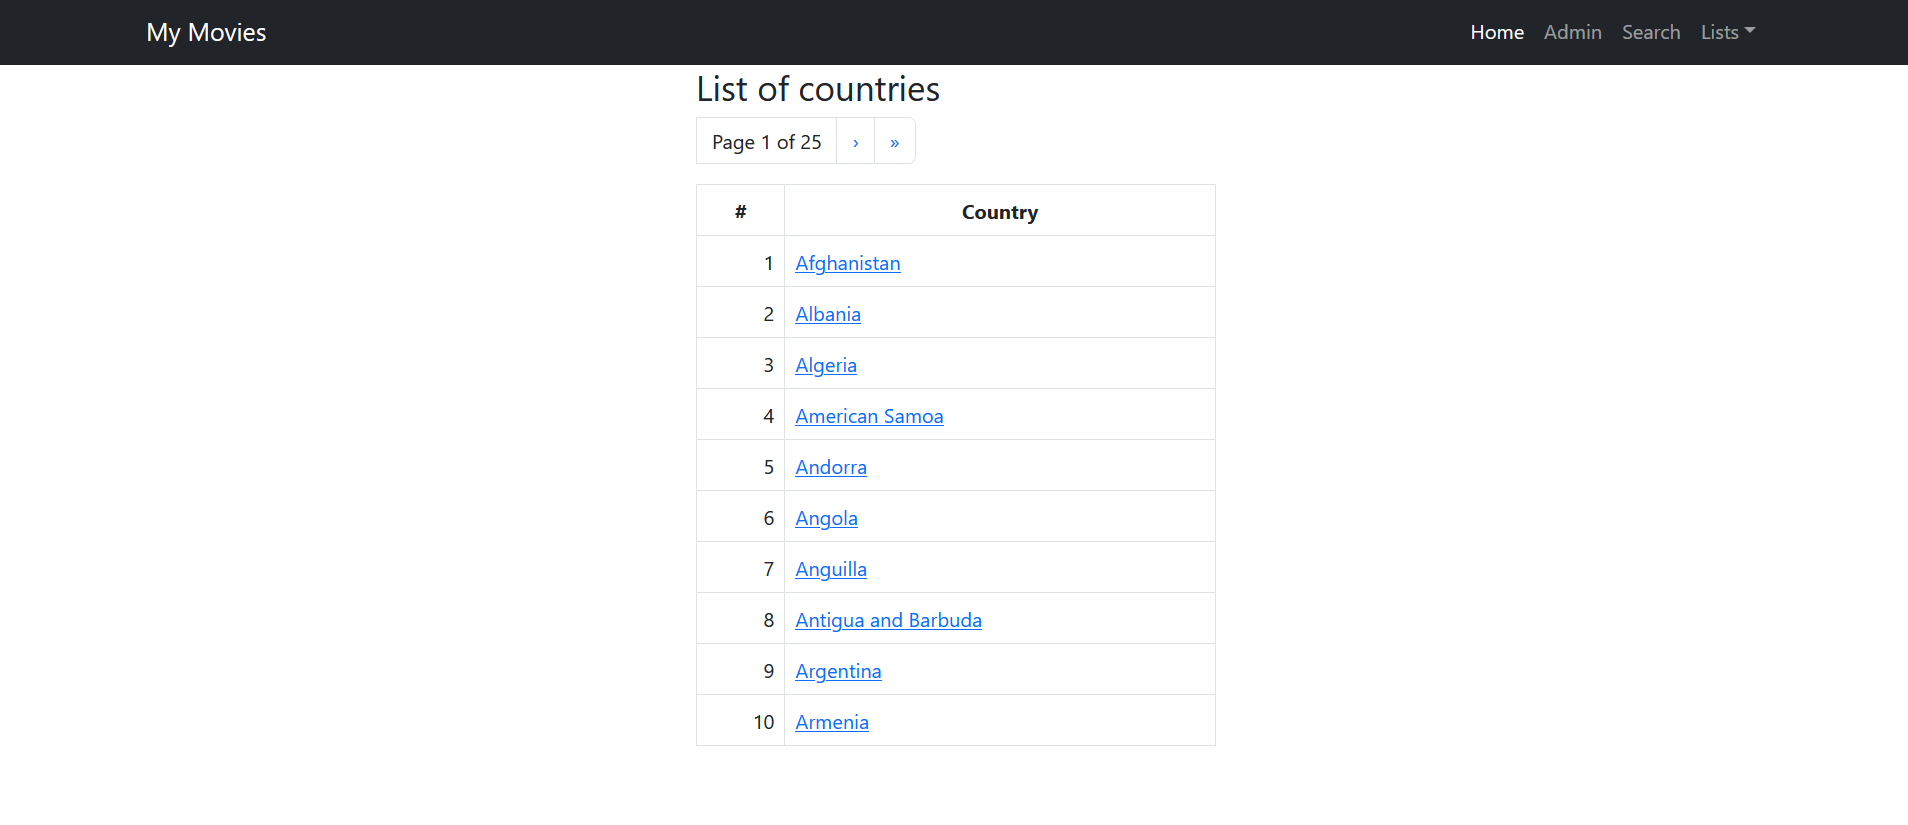 My Movies Home Admin Search Lists
List of countries
Page 1 of 25 › »
# Country
1 Afghanistan
2 Albania
3 Algeria
4 American Samoa
5 Andorra
6 Angola
7 Anguilla
8 Antigua and Barbuda
9 Argentina
10 Armenia